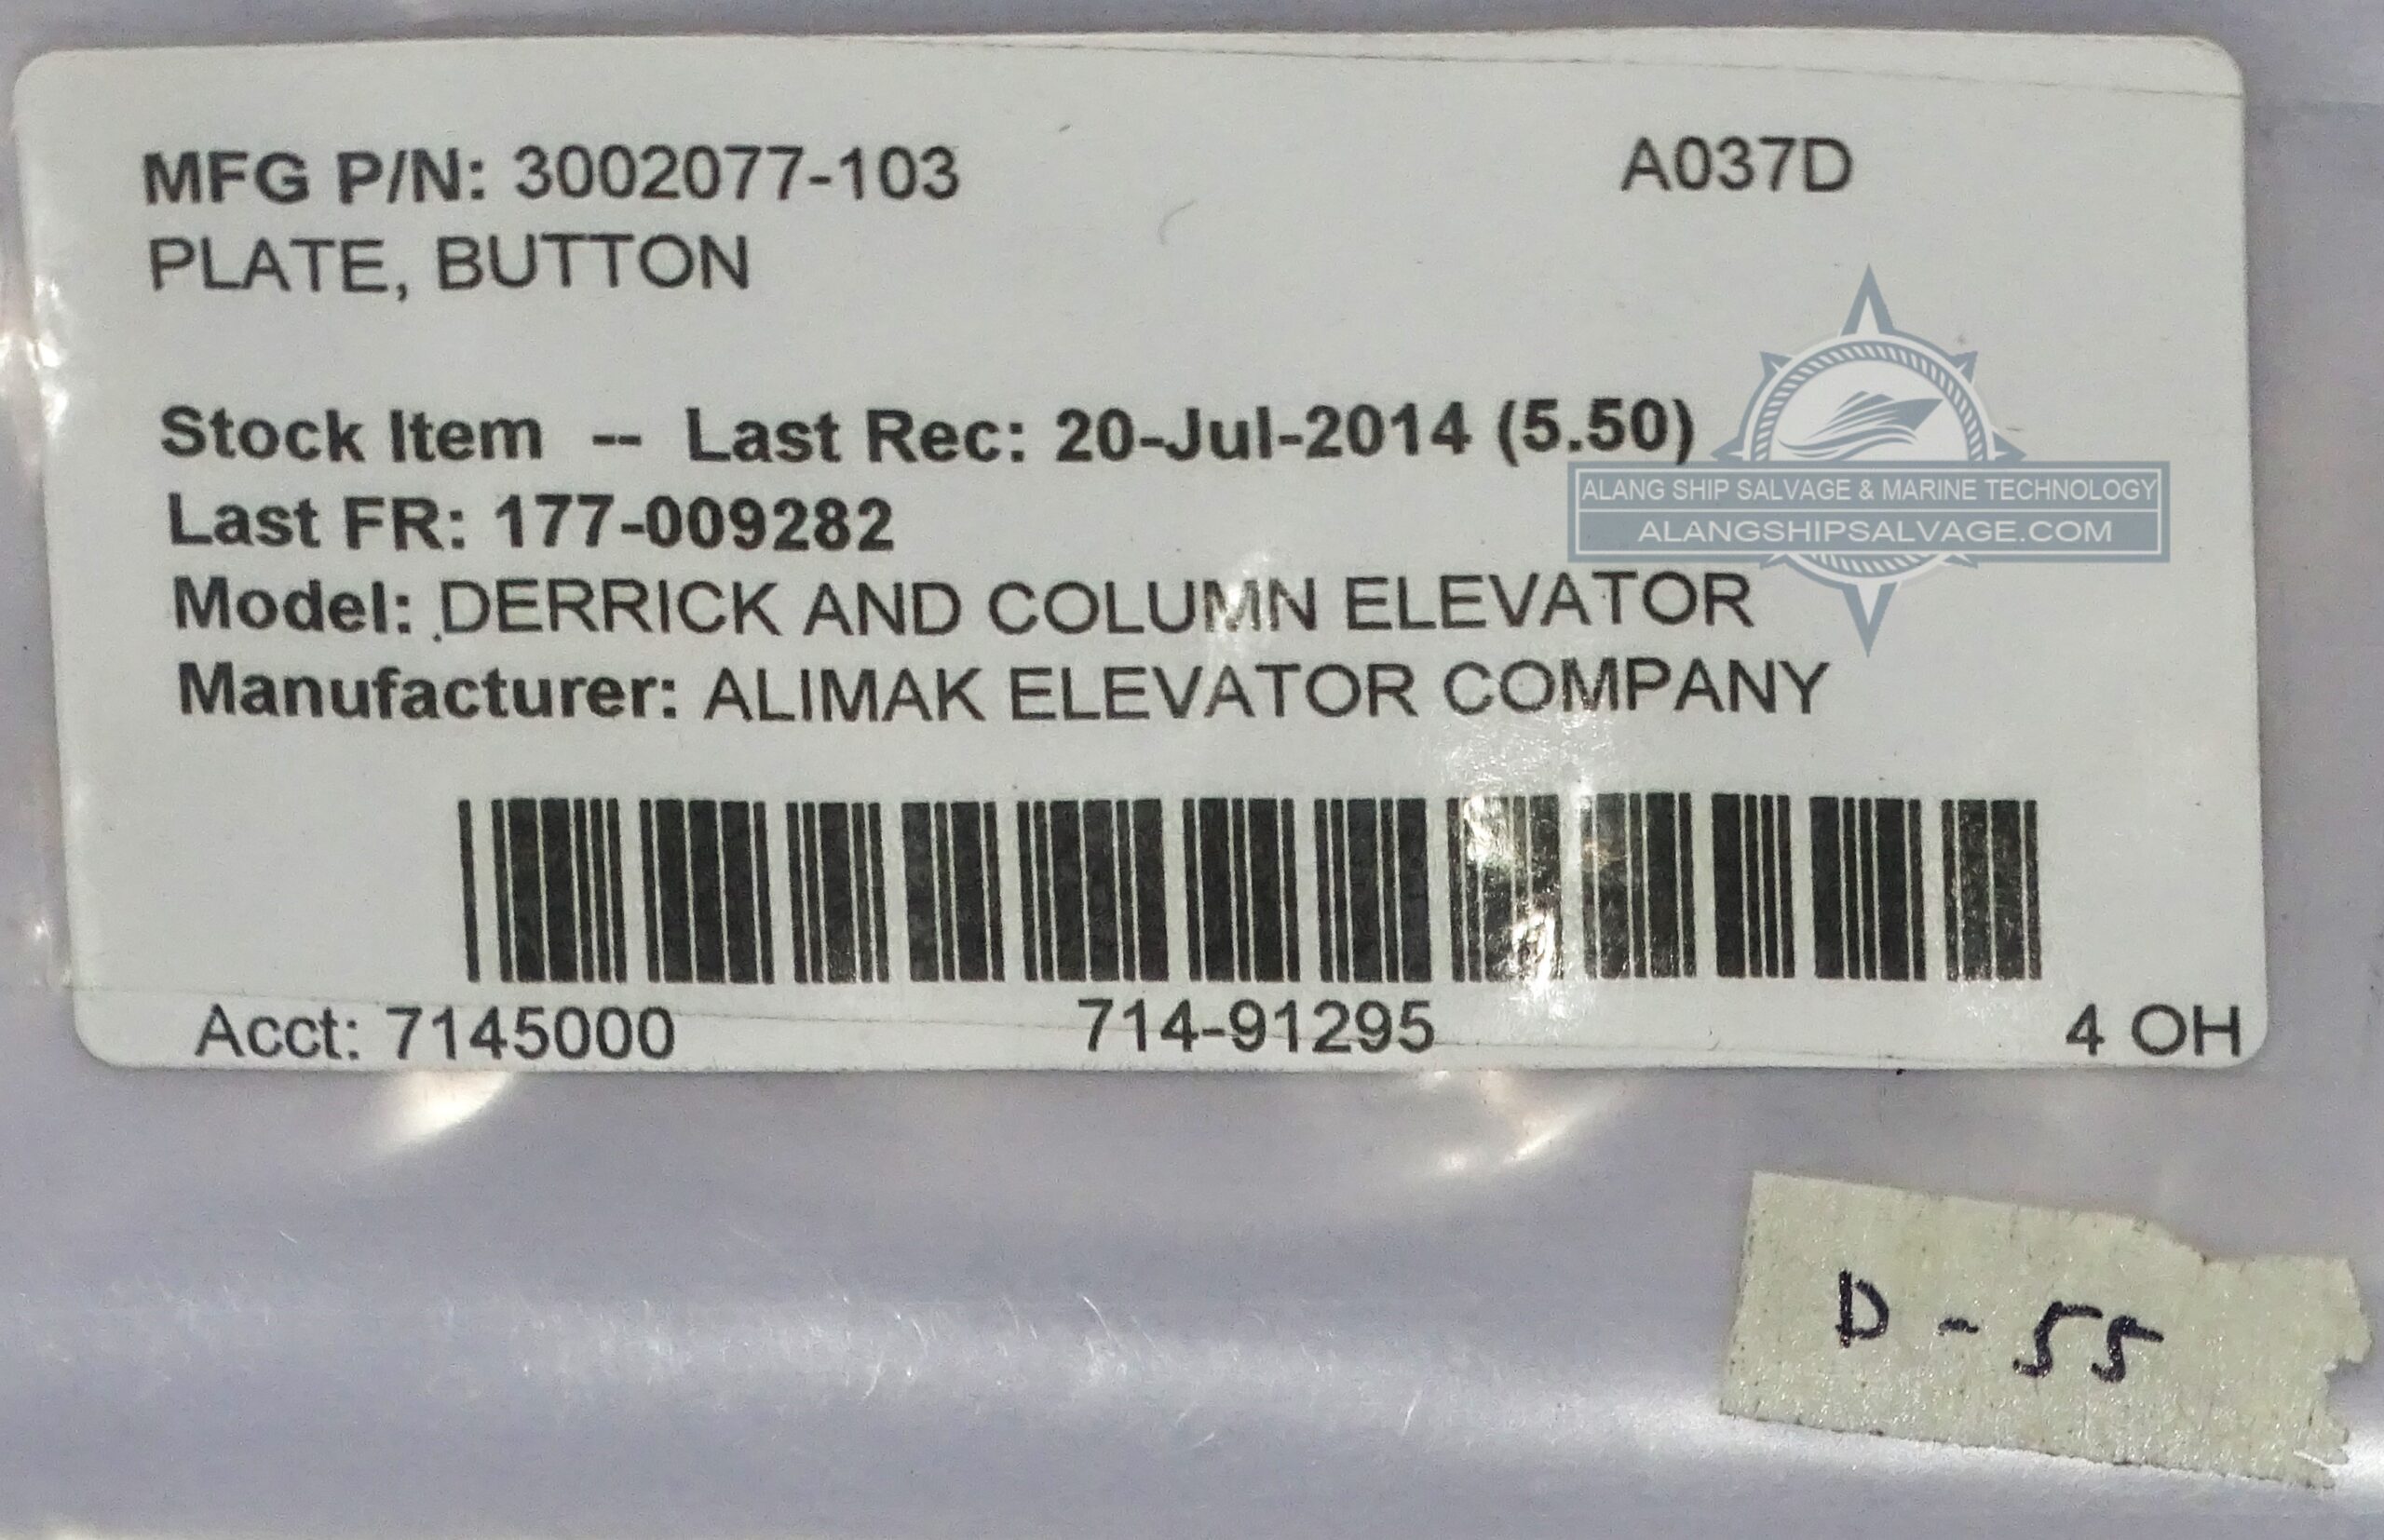 MFG P/N: 3002077-103 A037D
PLATE, BUTTON
Stock Item -- Last Rec: 20-Jul-2014 (5.50)
ALANG SHIP SALVAGE & MARINE TECHNOLOGY
ALANGSHIPSALVAGE.COM
Last FR: 177-009282
Model: DERRICK AND COLUMN ELEVATOR
Manufacturer: ALIMAK ELEVATOR COMPANY
Acct: 7145000 714-91295 4 OH
D - 55